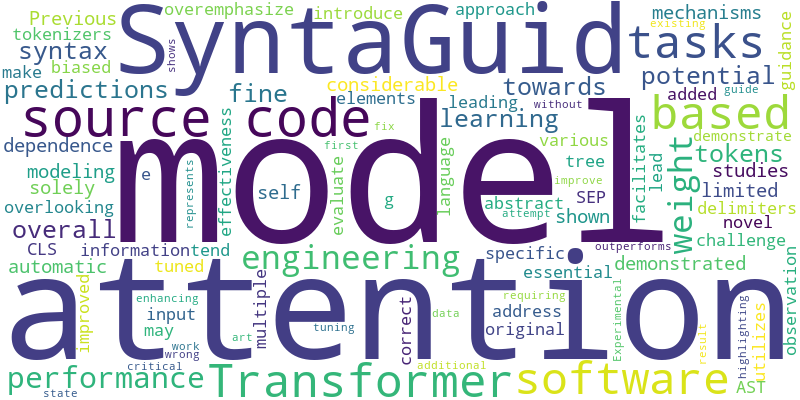 Previous
overemphasize
introduce
approach
mechanisms
existing
tokenizers
SyntaGuid
tasks
guidance
syntax
shows
make
biased
considerable
towards
potential
predictions
fine
elements
leading
without
added
guide
source code
learning
based
dependence
effectiveness
fix
first
various
facilitates
demonstrate
model
weight
tokens
modeling
e
represents
self
evaluate
language
tree
lead
studies
solely
improve
g
abstract
SEP
limited
overlooking
attempt
shown
delimiters
overall
novel
CLS
information
tend
engineering
specific
outperforms
challenge
automatic
tuned
essential
demonstrated
observation
attention
improved
enhancing
multiple
correct
data
requiring
address
Experimental
highlighting
utilizes
input
may
tuning
original
result
work
art
wrong
critical
additional
performance
Transformer
software
AST
state